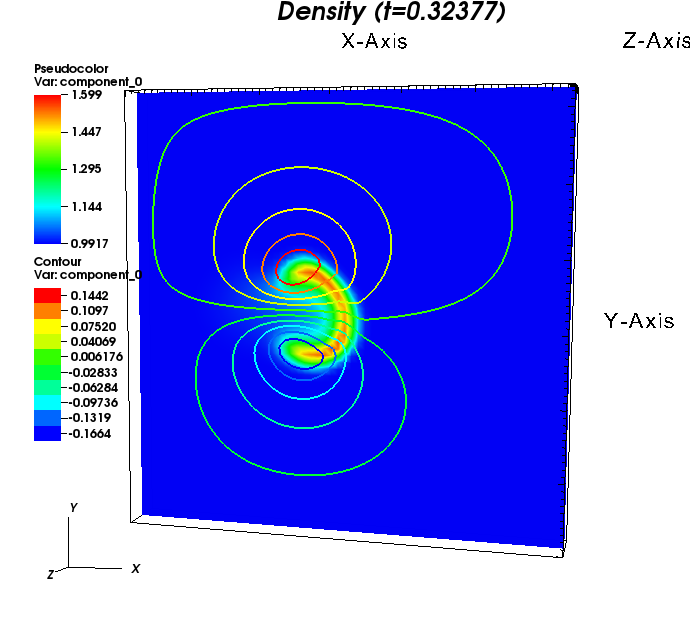 Density (t=0.32377)
X-Axis
Z-Axis
Pseudocolor
Var: component_0
1.599
1.447
1.295
1.144
0.9917
Contour
Var: component_0
0.1442
0.1097
0.07520
0.04069
0.006176
-0.02833
-0.06284
-0.09736
-0.1319
-0.1664
Y-Axis
Y
Z
X